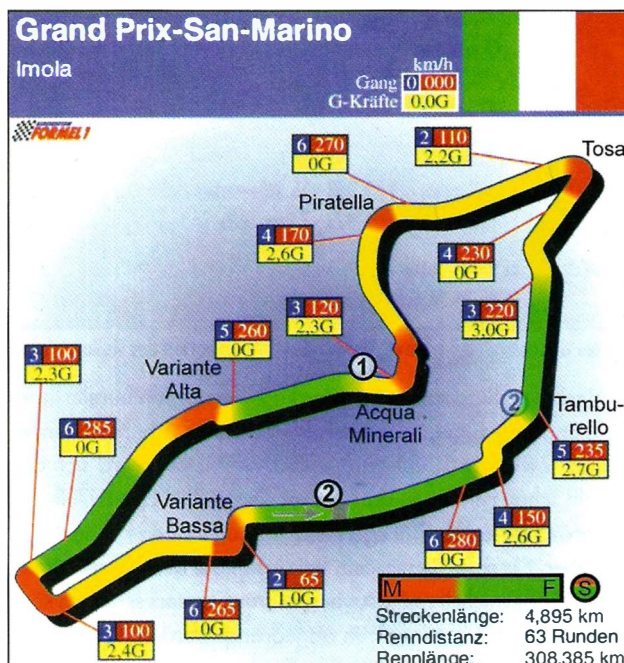 Grand Prix-San-Marino
Imola
km/h
Gang 0 000
G-Kräfte 0,0G
FORMEL 1
6 270
0G
2 110
2,2G
Tosa
Piratella
4 170
2,6G
4 230
0G
3 220
3,0G
3 120
2,3G
5 260
0G
3 100
2,3G
Variante
Alta
1
Acqua
Minerali
2
Tambu-
rello
6 285
0G
5 235
2,7G
Variante
Bassa
2
4 150
2,6G
6 280
0G
2 65
1,0G
6 265
0G
3 100
2,4G
M F S
Streckenlänge: 4,895 km
Renndistanz: 63 Runden
Rennlänge: 308,385 km